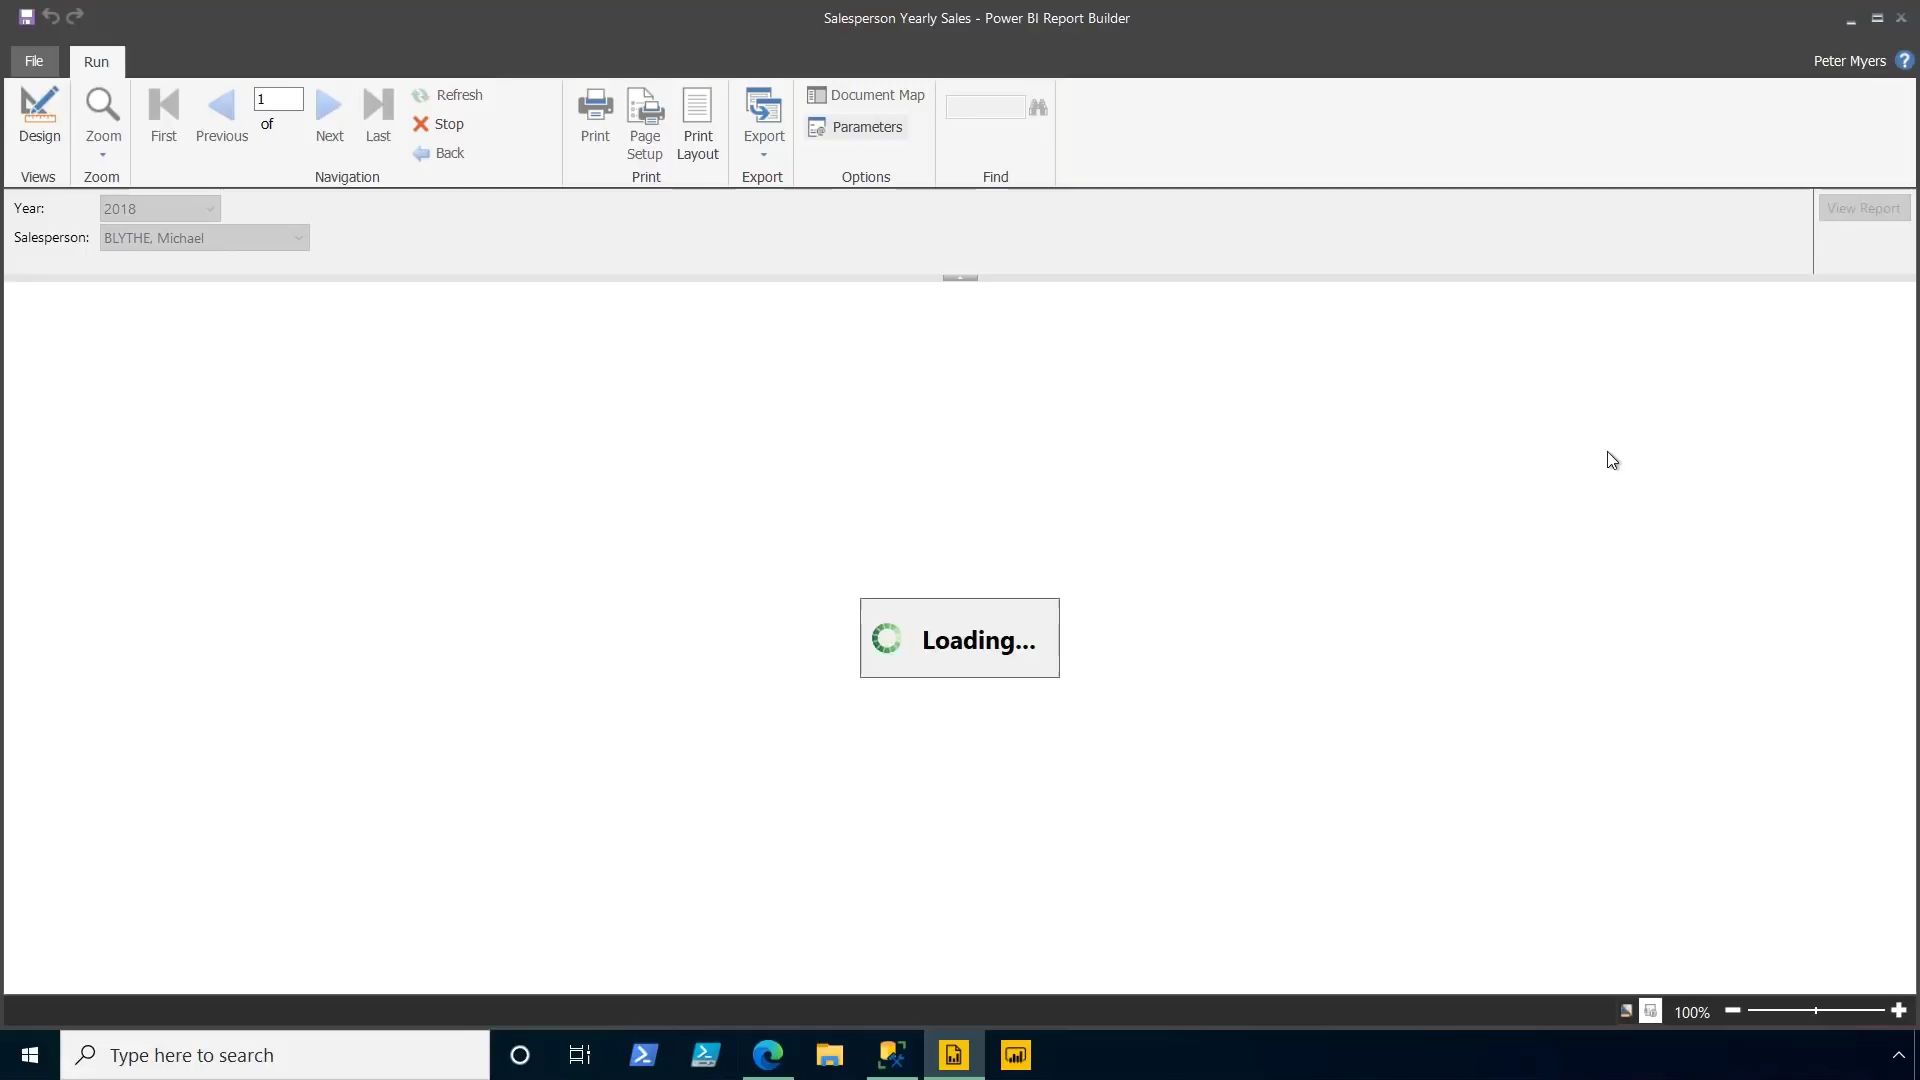 Salesperson Yearly Sales - Power BI Report Builder
File
Run
Peter Myers
Design
Zoom
First
Previous
1
of
Next
Last
Refresh
Stop
Back
Print
Page
Setup
Print
Layout
Export
Document Map
Parameters
Views
Zoom
Navigation
Print
Export
Options
Find
Year:
2018
View Report
Salesperson:
BLYTHE, Michael
Loading...
100%
Type here to search